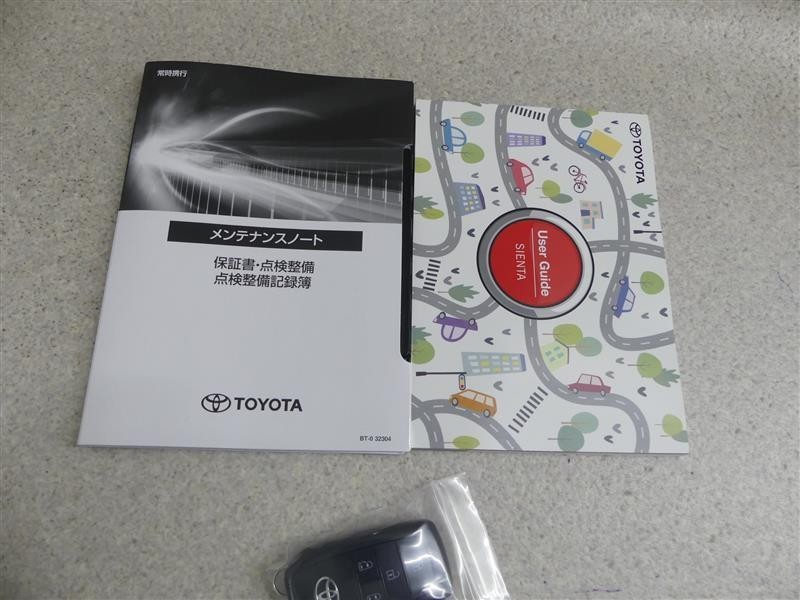 常時携行
メンテナンスノート
保証書・点検整備
点検整備記録簿
TOYOTA
BT-0 32304
TOYOTA
User Guide
SIENTA